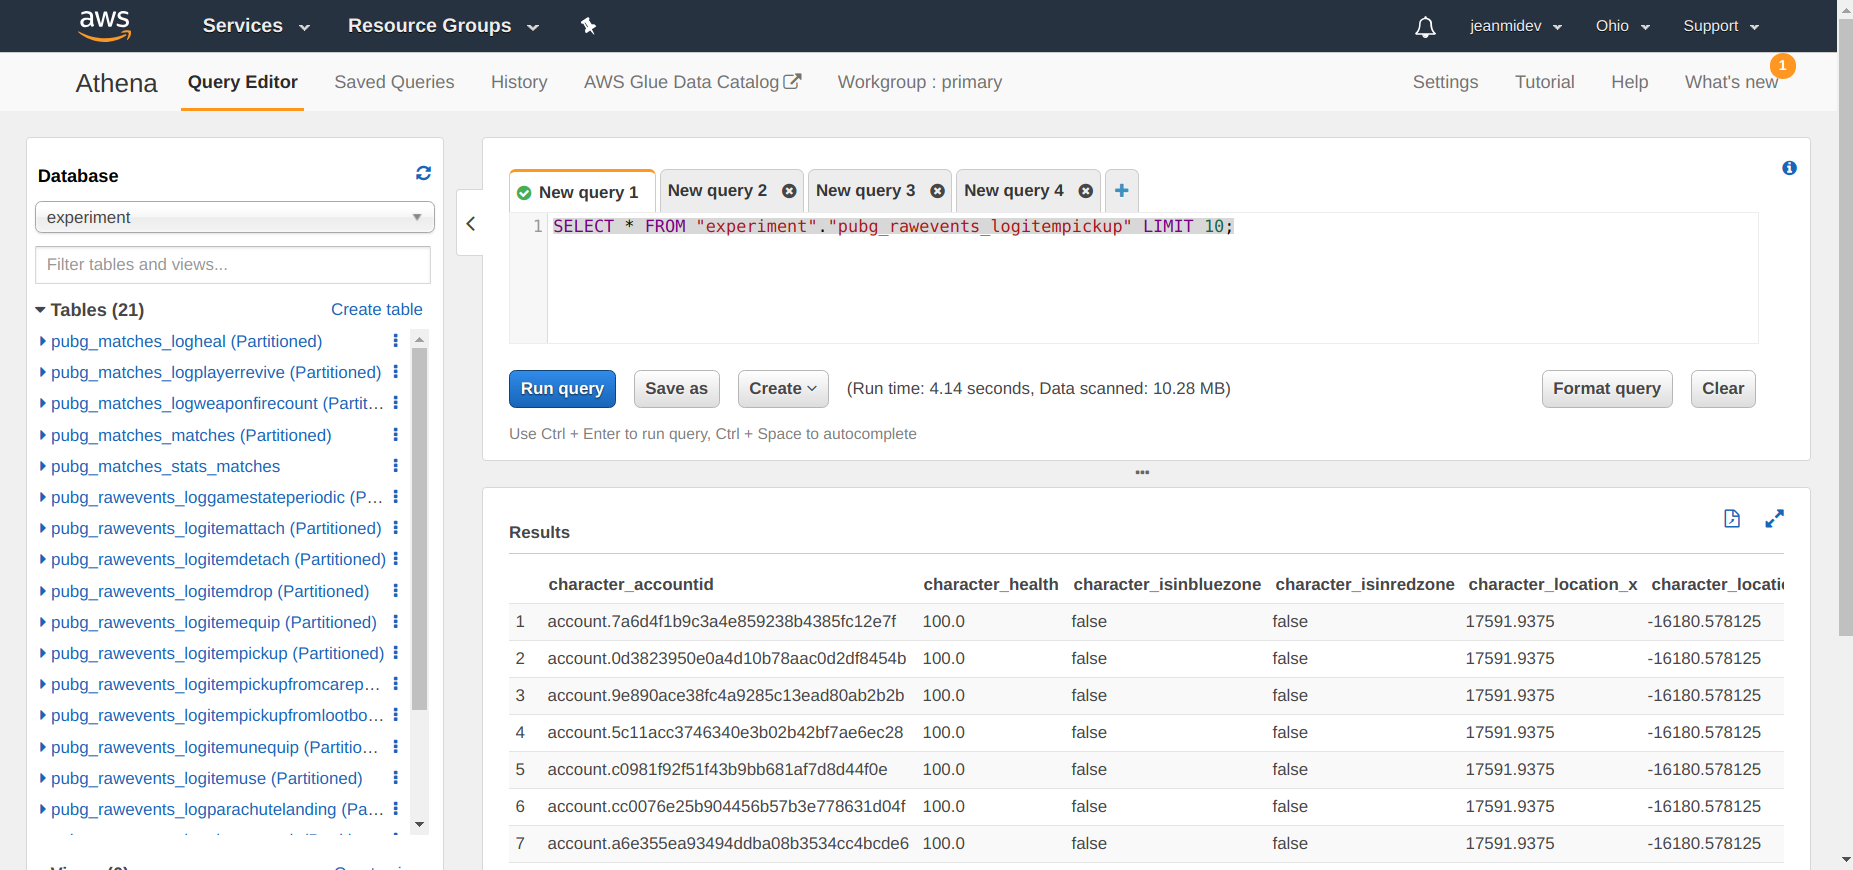 aws Services Resource Groups jeanmidev Ohio Support
Athena Query Editor Saved Queries History AWS Glue Data Catalog Workgroup : primary Settings Tutorial Help What's new 1
Database
experiment
Filter tables and views...
Tables (21) Create table
pubg_matches_logheal (Partitioned)
pubg_matches_logplayerrevive (Partitioned)
pubg_matches_logweaponfirecount (Partit...
pubg_matches_matches (Partitioned)
pubg_matches_stats_matches
pubg_rawevents_loggamestateperiodic (P...
pubg_rawevents_logitemattach (Partitioned)
pubg_rawevents_logitemdetach (Partitioned)
pubg_rawevents_logitemdrop (Partitioned)
pubg_rawevents_logitemequip (Partitioned)
pubg_rawevents_logitempickup (Partitioned)
pubg_rawevents_logitempickupfromcarep...
pubg_rawevents_logitempickupfromlootbo...
pubg_rawevents_logitemunequip (Partitio...
pubg_rawevents_logitemuse (Partitioned)
pubg_rawevents_logparachutelanding (Pa...
New query 1 New query 2 New query 3 New query 4
1 SELECT * FROM "experiment"."pubg_rawevents_logitempickup" LIMIT 10;
Run query Save as Create (Run time: 4.14 seconds, Data scanned: 10.28 MB) Format query Clear
Use Ctrl + Enter to run query, Ctrl + Space to autocomplete
Results
character_accountid character_health character_isinbluezone character_isinredzone character_location_x character_locati
1 account.7a6d4f1b9c3a4e859238b4385fc12e7f 100.0 false false 17591.9375 -16180.578125
2 account.0d3823950e0a4d10b78aac0d2df8454b 100.0 false false 17591.9375 -16180.578125
3 account.9e890ace38fc4a9285c13ead80ab2b2b 100.0 false false 17591.9375 -16180.578125
4 account.5c11acc3746340e3b02b42bf7ae6ec28 100.0 false false 17591.9375 -16180.578125
5 account.c0981f92f51f43b9bb681af7d8d44f0e 100.0 false false 17591.9375 -16180.578125
6 account.cc0076e25b904456b57b3e778631d04f 100.0 false false 17591.9375 -16180.578125
7 account.a6e355ea93494ddba08b3534cc4bcde6 100.0 false false 17591.9375 -16180.578125